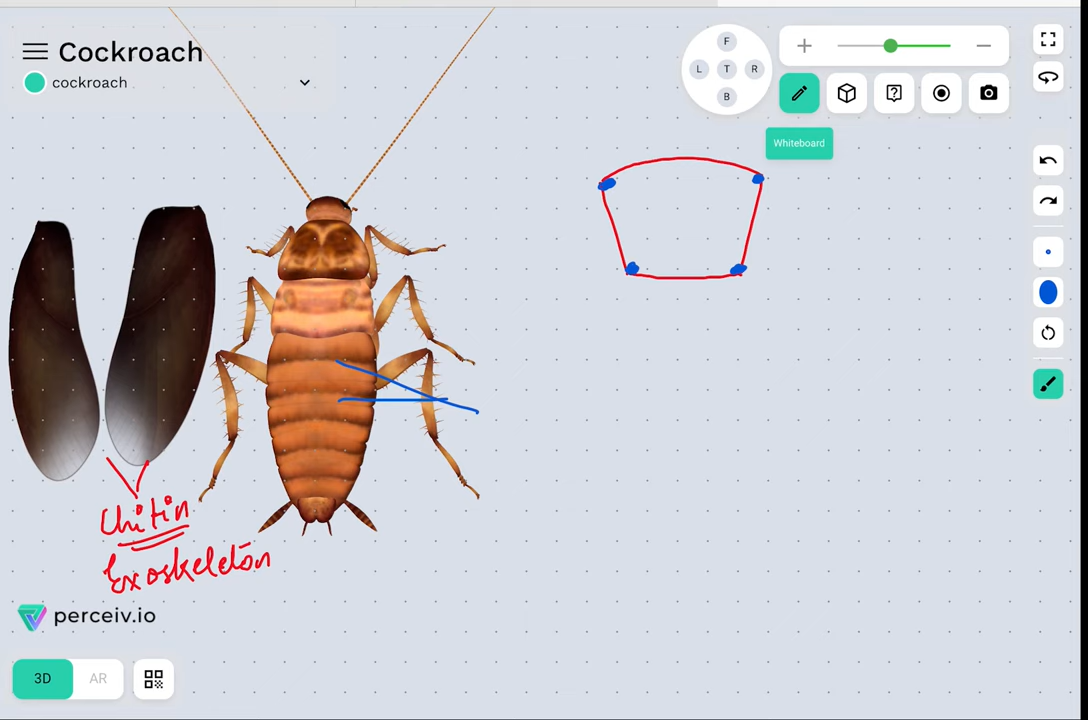 Cockroach
cockroach
F
L T R
B
Whiteboard
Chitin
Exoskeleton
perceiv.io
3D AR